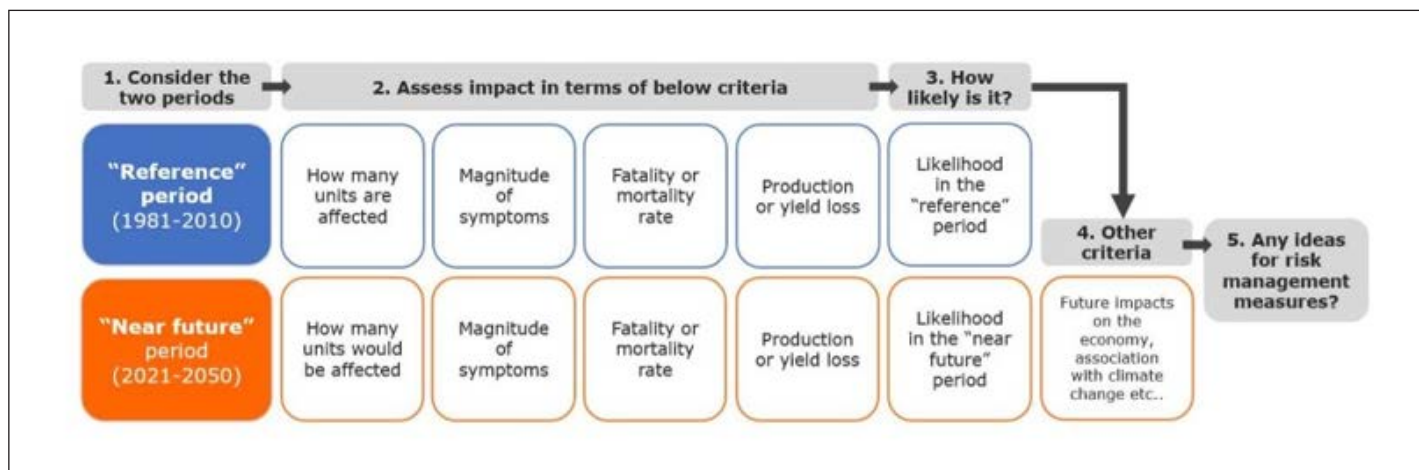 1. Consider the
two periods
2. Assess impact in terms of below criteria
3. How
likely is it?
"Reference"
period
(1981-2010)
How many
units are
affected
Magnitude
of
symptoms
Fatality or
mortality
rate
Production
or yield loss
Likelihood
in the
"reference"
period
4. Other
criteria
5. Any ideas
for risk
management
measures?
"Near future"
period
(2021-2050)
How many
units would
be affected
Magnitude
of
symptoms
Fatality or
mortality
rate
Production
or yield loss
Likelihood
in the "near
future"
period
Future impacts
on the
economy,
association
with climate
change etc..